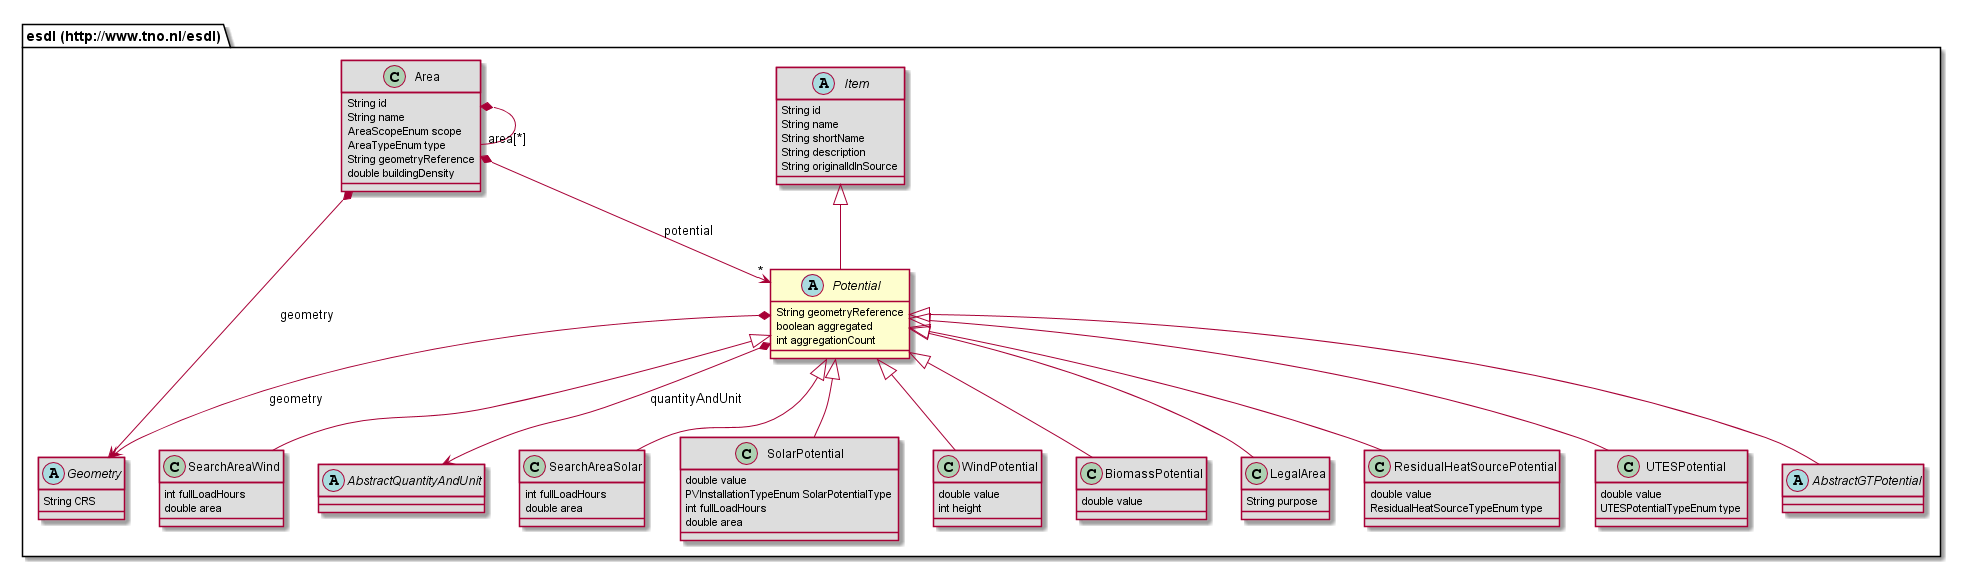 esdl (http://www.tno.nl/esdl)
C Area
String id
String name
AreaScopeEnum scope
AreaTypeEnum type
String geometryReference
double buildingDensity
area[*]
A Item
String id
String name
String shortName
String description
String originalIdInSource
potential
*
A Potential
String geometryReference
boolean aggregated
int aggregationCount
geometry
geometry
quantityAndUnit
A Geometry
String CRS
C SearchAreaWind
int fullLoadHours
double area
A AbstractQuantityAndUnit
C SearchAreaSolar
int fullLoadHours
double area
C SolarPotential
double value
PVInstallationTypeEnum SolarPotentialType
int fullLoadHours
double area
C WindPotential
double value
int height
C BiomassPotential
double value
C LegalArea
String purpose
C ResidualHeatSourcePotential
double value
ResidualHeatSourceTypeEnum type
C UTESPotential
double value
UTESPotentialTypeEnum type
A AbstractGTPotential